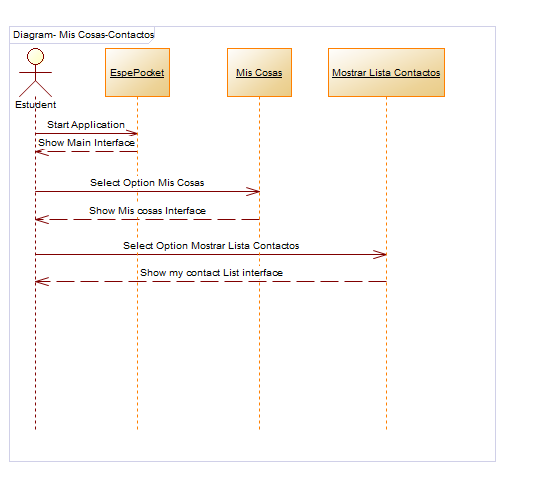 Diagram- Mis Cosas-Contactos
EspePocket
Mis Cosas
Mostrar Lista Contactos
Estudent
Start Application
Show Main Interface
Select Option Mis Cosas
Show Mis cosas Interface
Select Option Mostrar Lista Contactos
Show my contact List interface